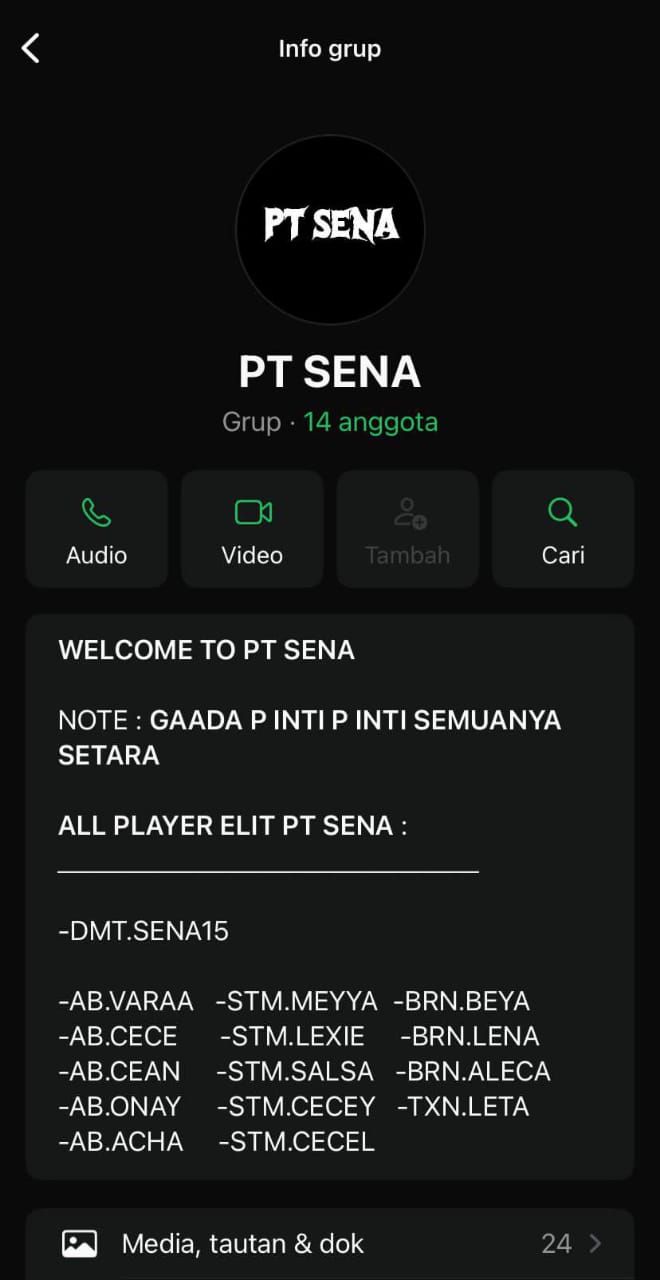 Info grup
PT SENA
PT SENA
Grup · 14 anggota
Audio Video Tambah Cari
WELCOME TO PT SENA
NOTE : GAADA P INTI P INTI SEMUANYA
SETARA
ALL PLAYER ELIT PT SENA :
-DMT.SENA15
-AB.VARAA -STM.MEYYA -BRN.BEYA
-AB.CECE -STM.LEXIE -BRN.LENA
-AB.CEAN -STM.SALSA -BRN.ALECA
-AB.ONAY -STM.CECEY -TXN.LETA
-AB.ACHA -STM.CECEL
Media, tautan & dok 24